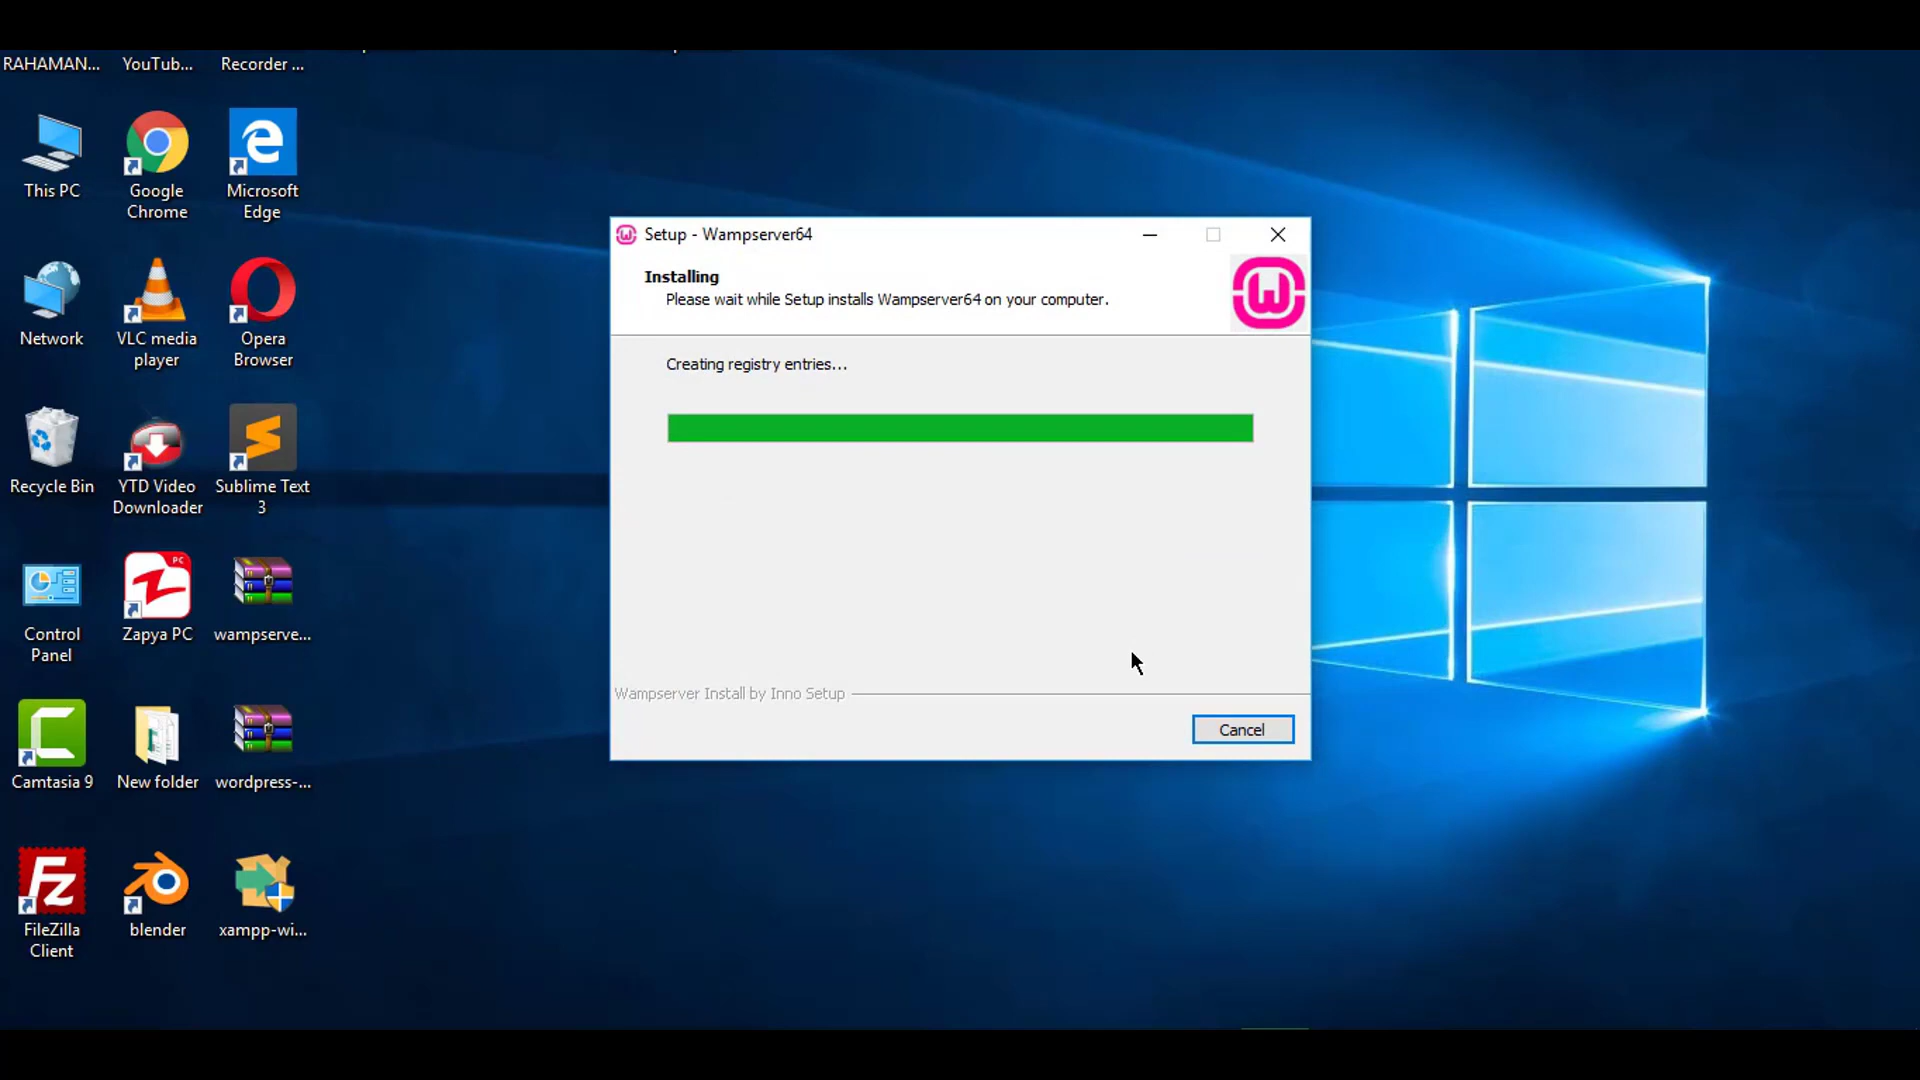 RAHAMAN...
YouTub...
Recorder ...
This PC
Google
Chrome
Microsoft
Edge
Network
VLC media
player
Opera
Browser
Recycle Bin
YTD Video
Downloader
Sublime Text
3
Control
Panel
PC
Zapya PC
wampserve...
Camtasia 9
New folder
wordpress-...
Fz
FileZilla
Client
blender
xampp-wi...
Setup - Wampserver64
Installing
Please wait while Setup installs Wampserver64 on your computer.
W
Creating registry entries...
Wampserver Install by Inno Setup
Cancel